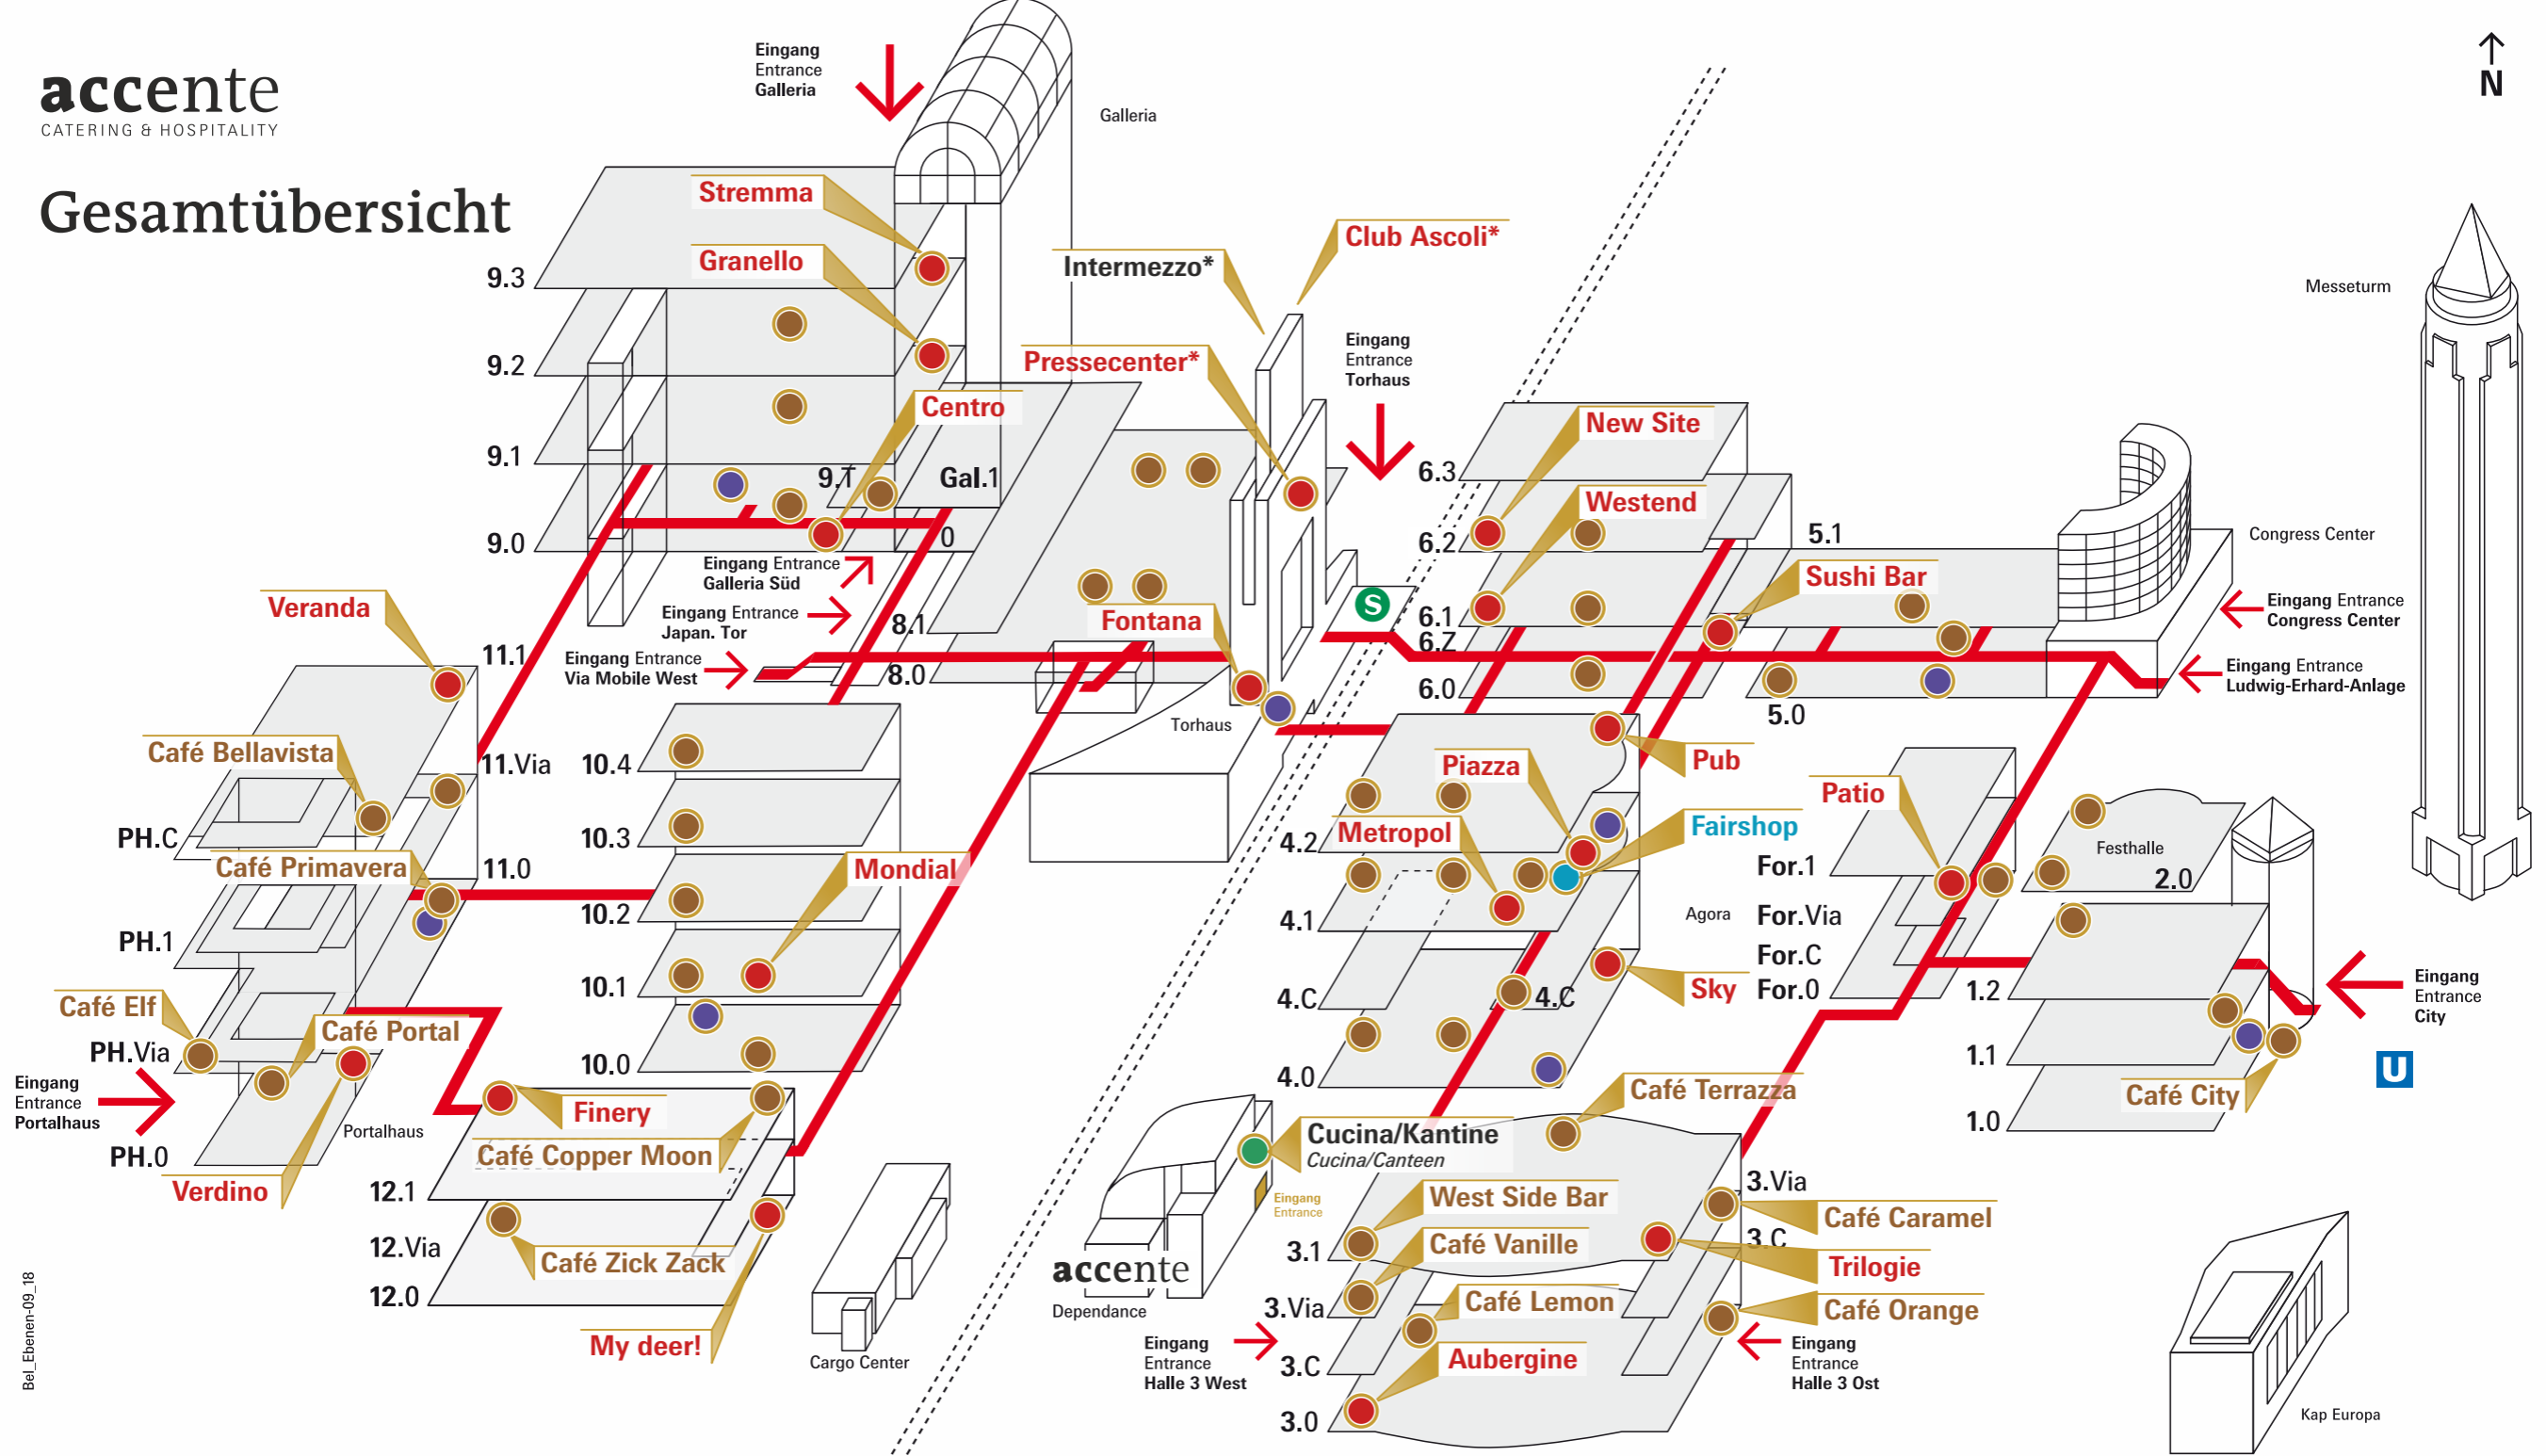 accente
CATERING & HOSPITALITY
Gesamtübersicht
Eingang
Entrance
Galleria
Galleria
N
Stremma
Granello
Centro
9.3
9.2
9.1
9.0
9.T
Gal.1
0
Intermezzo*
Club Ascoli*
Pressecenter*
Eingang
Entrance
Torhaus
Messeturm
New Site
Westend
Sushi Bar
6.3
6.2
6.1
6.Z
6.0
5.1
5.0
Congress Center
Eingang Entrance
Congress Center
Eingang Entrance
Ludwig-Erhard-Anlage
Eingang Entrance
Galleria Süd
Eingang Entrance
Japan. Tor
Eingang Entrance
Via Mobile West
8.1
8.0
Fontana
S
Torhaus
Veranda
11.1
11.Via
11.0
Café Bellavista
Café Primavera
PH.C
PH.1
PH.Via
PH.0
Café Elf
Café Portal
Eingang
Entrance
Portalhaus
Portalhaus
Verdino
10.4
10.3
10.2
10.1
10.0
Mondial
Finery
Café Copper Moon
Café Zick Zack
My deer!
12.1
12.Via
12.0
Cargo Center
Pub
Piazza
Metropol
Fairshop
Sky
4.2
4.1
4.C
4.C
4.0
Agora
Patio
For.1
For.Via
For.C
For.0
Festhalle
2.0
1.2
1.1
1.0
Café City
Eingang
Entrance
City
U
Cucina/Kantine
Cucina/Canteen
Eingang
Entrance
accente
Dependance
Café Terrazza
West Side Bar
Café Vanille
Café Lemon
Aubergine
Café Caramel
Trilogie
Café Orange
3.Via
3.C
3.1
3.Via
3.C
3.0
Eingang
Entrance
Halle 3 West
Eingang
Entrance
Halle 3 Ost
Kap Europa
Bel_Ebenen-09_18